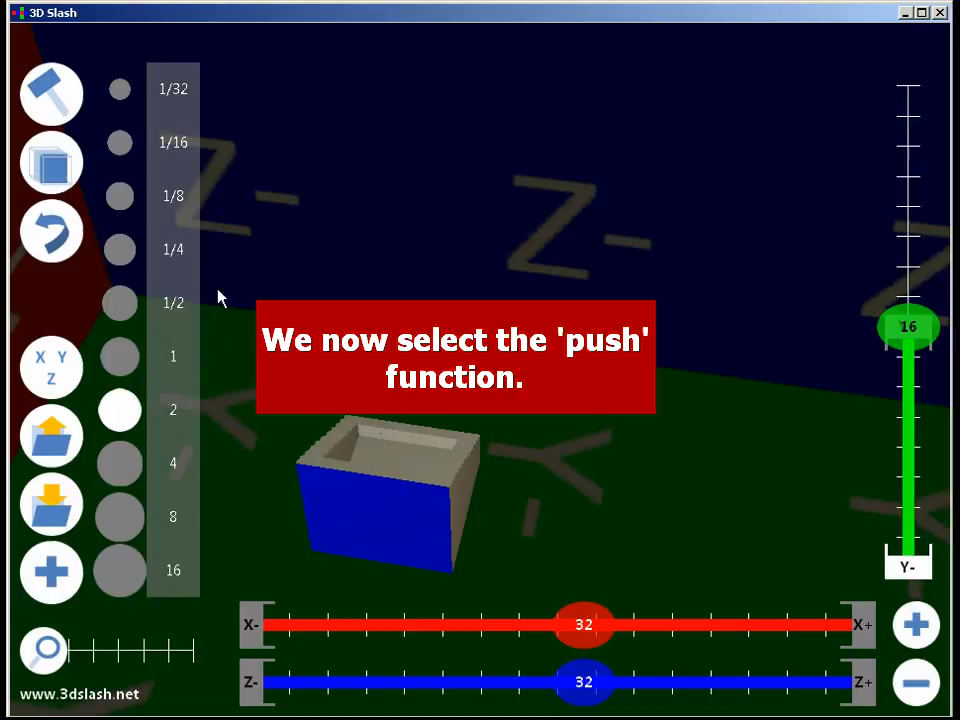 3D Slash
1/32
1/16
1/8
1/4
1/2
1
2
4
8
16
X Y
Z
Z-
Z-
Z
Y-
Y-
Y
We now select the 'push'
function.
16
Y-
X-
32
X+
Z-
32
Z+
www.3dslash.net